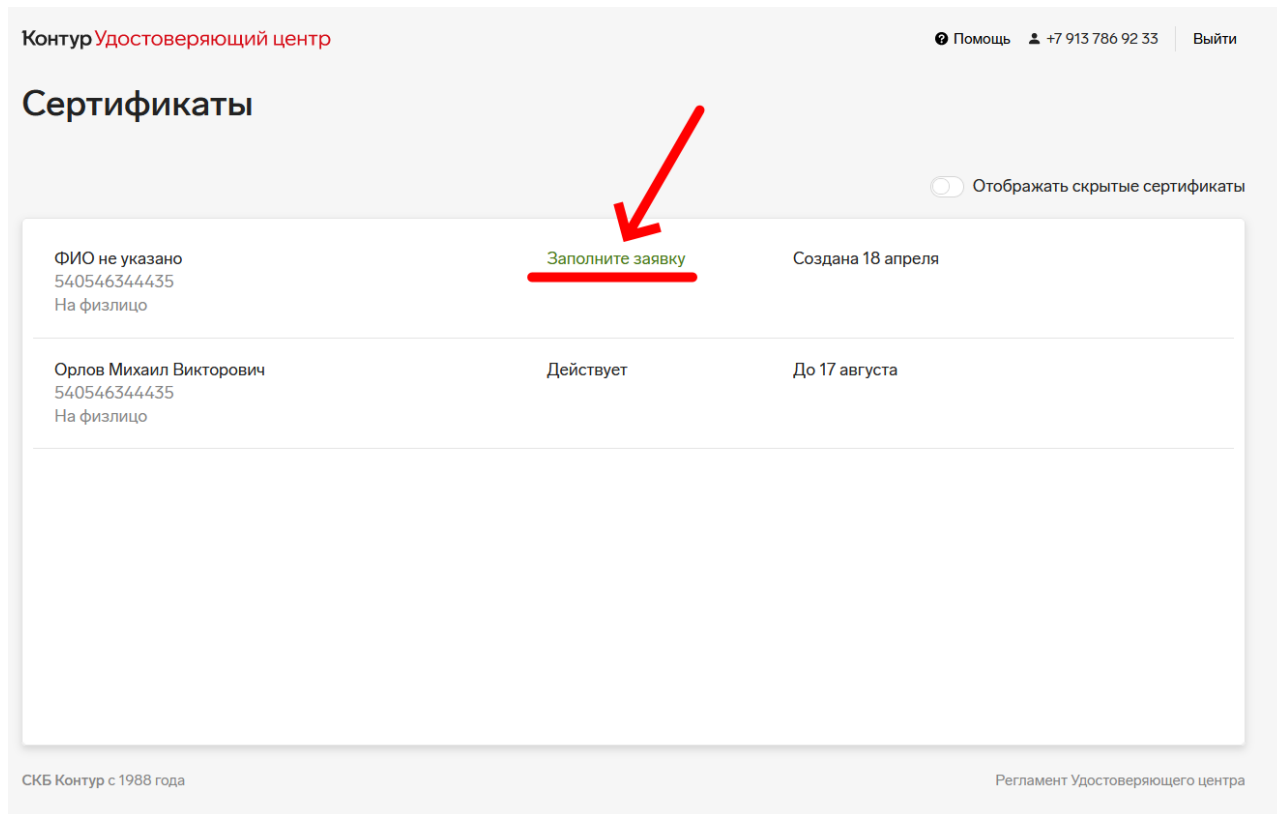 Контур Удостоверяющий центр
Помощь +7 913 786 92 33 Выйти
Сертификаты
Отображать скрытые сертификаты
ФИО не указано Заполните заявку Создана 18 апреля
540546344435
На физлицо
Орлов Михаил Викторович Действует До 17 августа
540546344435
На физлицо
СКБ Контур с 1988 года Регламент Удостоверяющего центра